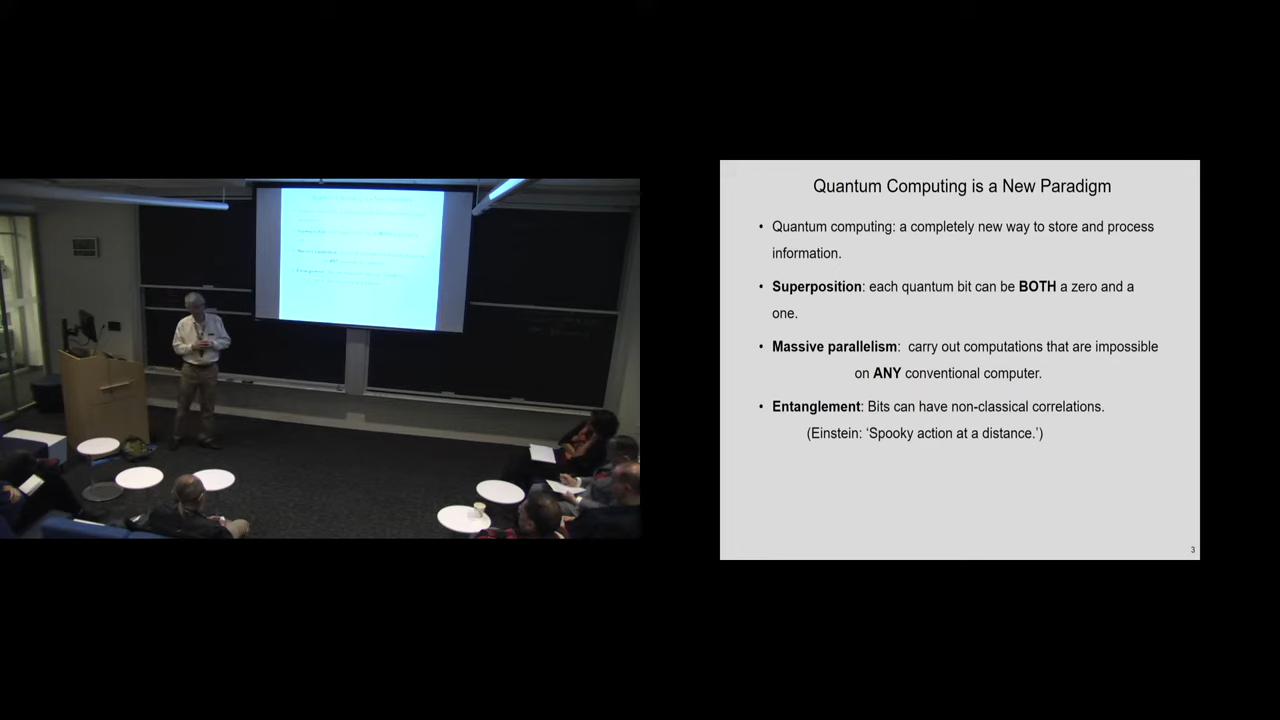 Quantum Computing is a New Paradigm
• Quantum computing: a completely new way to store and process
information.
• Superposition: each quantum bit can be BOTH a zero and a
one.
• Massive parallelism: carry out computations that are impossible
on ANY conventional computer.
• Entanglement: Bits can have non-classical correlations.
(Einstein: ‘Spooky action at a distance.’)
3